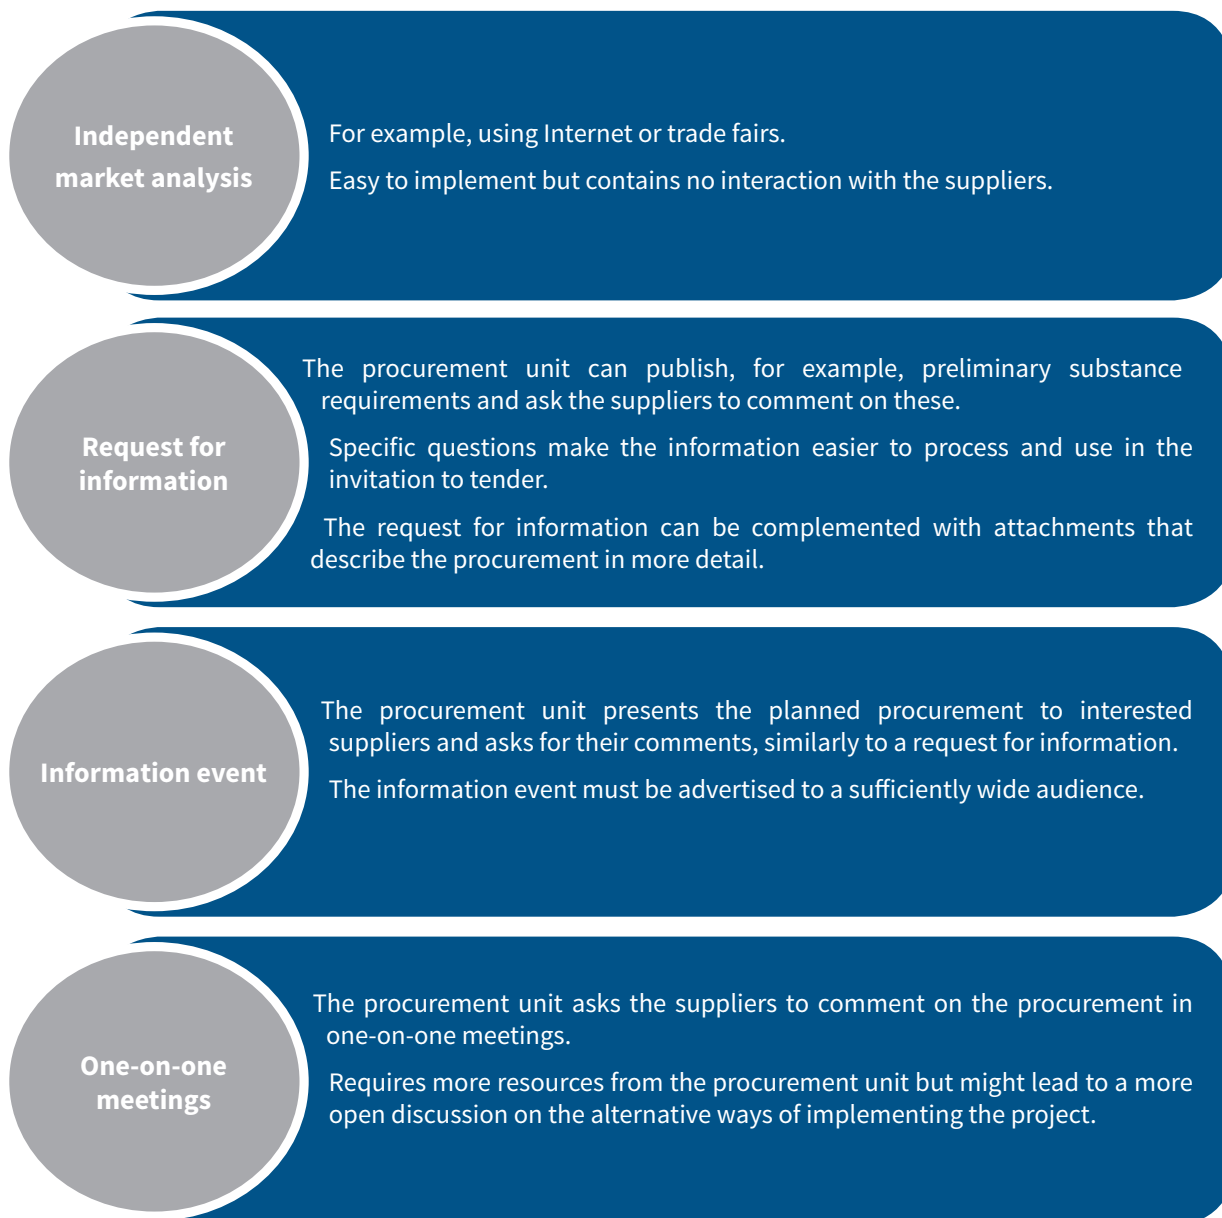 Independent
market analysis
For example, using Internet or trade fairs.
Easy to implement but contains no interaction with the suppliers.
Request for
information
The procurement unit can publish, for example, preliminary substance
requirements and ask the suppliers to comment on these.
Specific questions make the information easier to process and use in the
invitation to tender.
The request for information can be complemented with attachments that
describe the procurement in more detail.
Information event
The procurement unit presents the planned procurement to interested
suppliers and asks for their comments, similarly to a request for information.
The information event must be advertised to a sufficiently wide audience.
One-on-one
meetings
The procurement unit asks the suppliers to comment on the procurement in
one-on-one meetings.
Requires more resources from the procurement unit but might lead to a more
open discussion on the alternative ways of implementing the project.